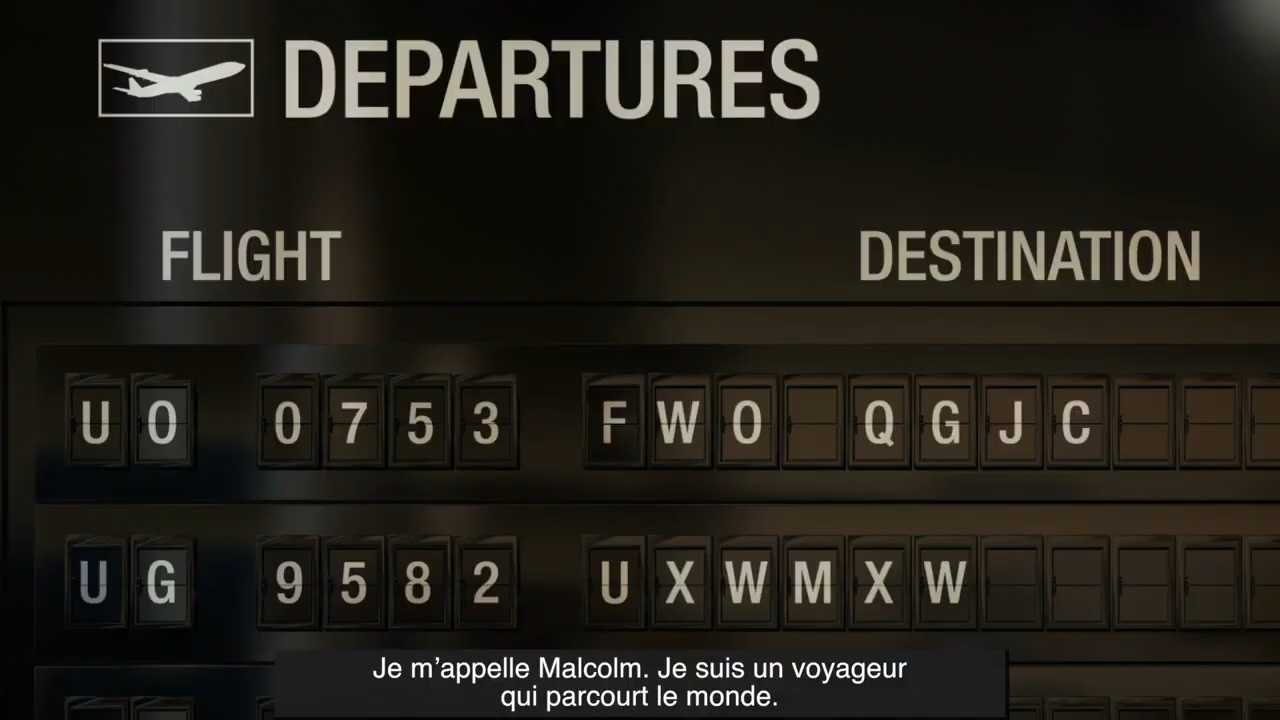 DEPARTURES
FLIGHT DESTINATION
UO 0753 FWO QGJC
UG 9582 UXWMXW
Je m’appelle Malcolm. Je suis un voyageur
qui parcourt le monde.